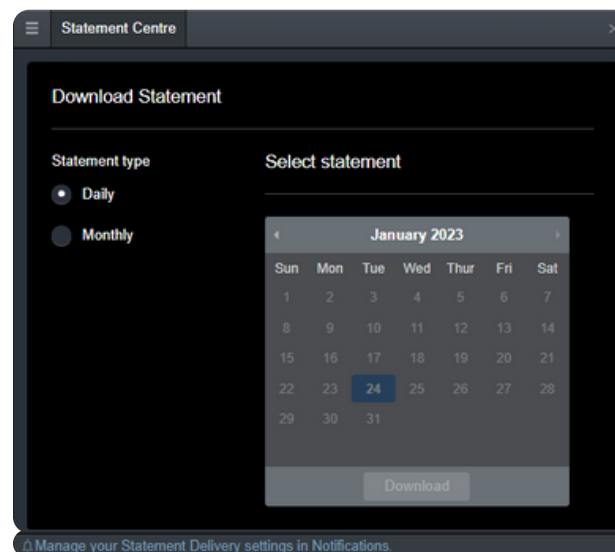 Statement Centre
Download Statement
Statement type
Daily
Monthly
Select statement
January 2023
Sun Mon Tue Wed Thur Fri Sat
1 2 3 4 5 6 7
8 9 10 11 12 13 14
15 16 17 18 19 20 21
22 23 24 25 26 27 28
29 30 31
Download
Manage your Statement Delivery settings in Notifications.